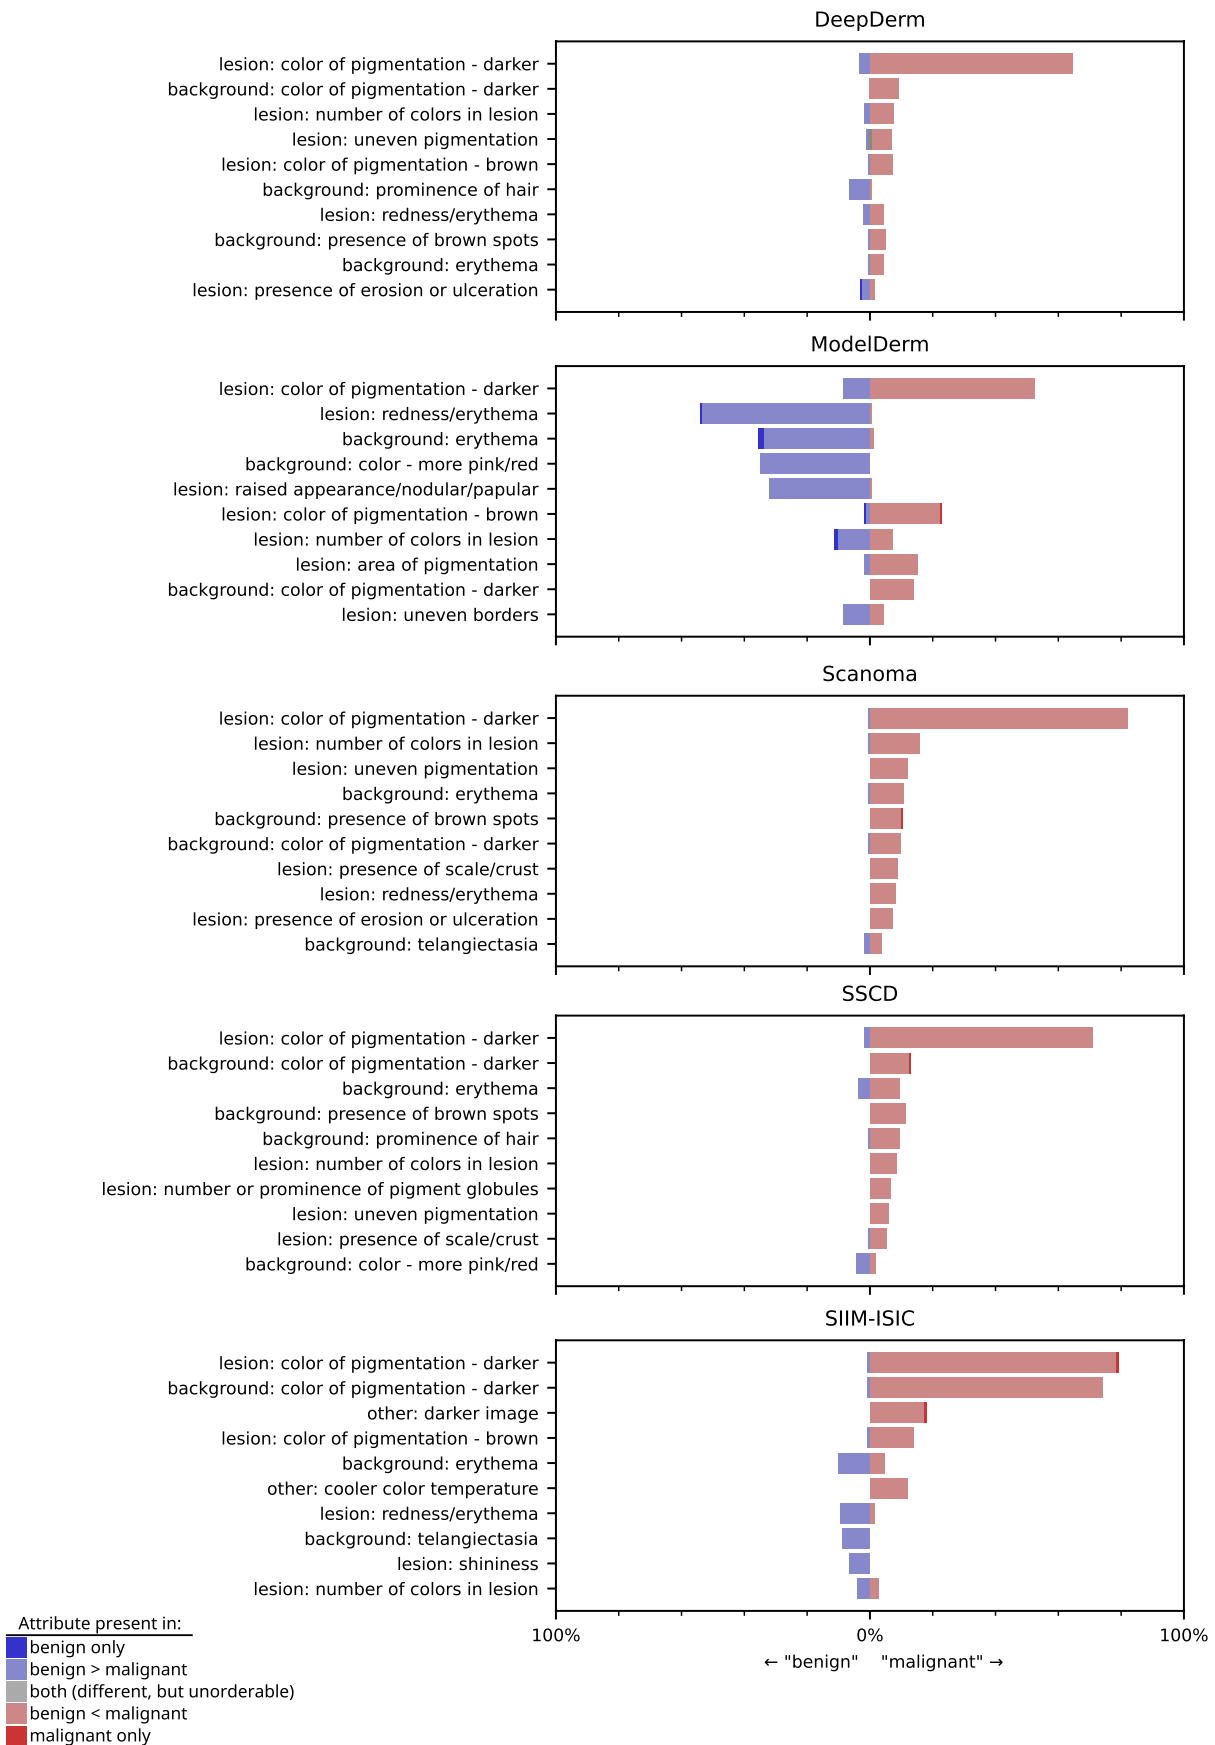 DeepDerm
lesion: color of pigmentation - darker
background: color of pigmentation - darker
lesion: number of colors in lesion
lesion: uneven pigmentation
lesion: color of pigmentation - brown
background: prominence of hair
lesion: redness/erythema
background: presence of brown spots
background: erythema
lesion: presence of erosion or ulceration
ModelDerm
lesion: color of pigmentation - darker
lesion: redness/erythema
background: erythema
background: color - more pink/red
lesion: raised appearance/nodular/papular
lesion: color of pigmentation - brown
lesion: number of colors in lesion
lesion: area of pigmentation
background: color of pigmentation - darker
lesion: uneven borders
Scanoma
lesion: color of pigmentation - darker
lesion: number of colors in lesion
lesion: uneven pigmentation
background: erythema
background: presence of brown spots
background: color of pigmentation - darker
lesion: presence of scale/crust
lesion: redness/erythema
lesion: presence of erosion or ulceration
background: telangiectasia
SSCD
lesion: color of pigmentation - darker
background: color of pigmentation - darker
background: erythema
background: presence of brown spots
background: prominence of hair
lesion: number of colors in lesion
lesion: number or prominence of pigment globules
lesion: uneven pigmentation
lesion: presence of scale/crust
background: color - more pink/red
SIIM-ISIC
lesion: color of pigmentation - darker
background: color of pigmentation - darker
other: darker image
lesion: color of pigmentation - brown
background: erythema
other: cooler color temperature
lesion: redness/erythema
background: telangiectasia
lesion: shininess
lesion: number of colors in lesion
100% 0% 100%
← "benign" "malignant" →
Attribute present in:
benign only
benign > malignant
both (different, but unorderable)
benign < malignant
malignant only